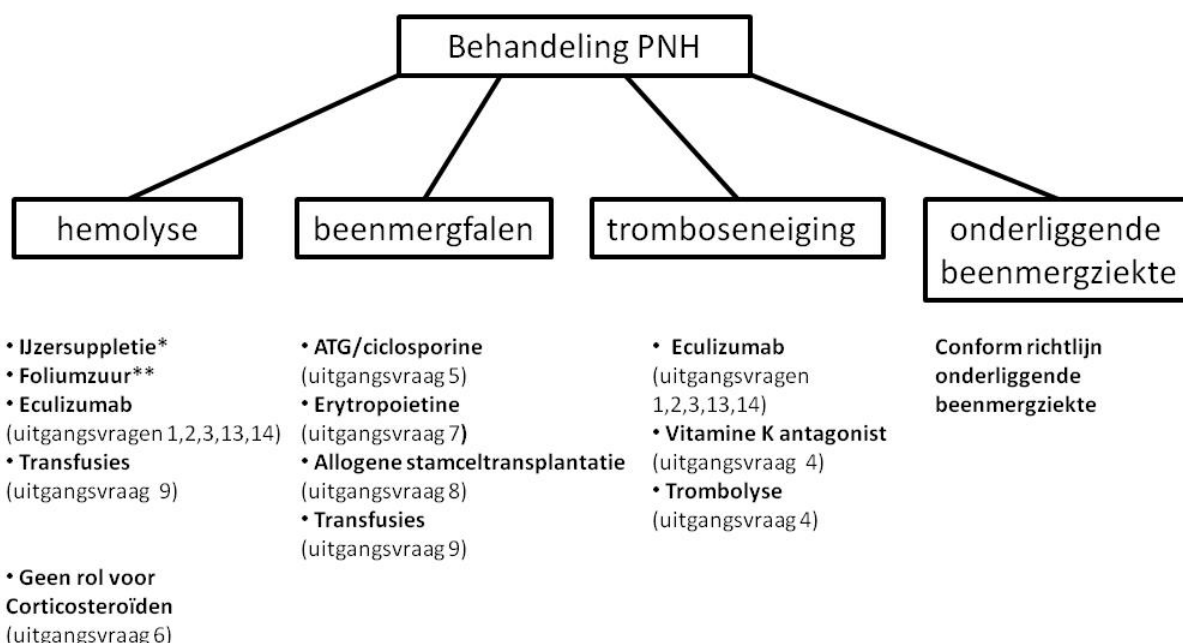 Behandeling PNH
hemolyse
beenmergfalen
tromboseneiging
onderliggende
beenmergziekte
• IJzersuppletie*
• Foliumzuur**
• Eculizumab
(uitgangsvragen 1,2,3,13,14)
• Transfusies
(uitgangsvraag 9)
• Geen rol voor
Corticosteroïden
(uitgangsvraag 6)
• ATG/ciclosporine
(uitgangsvraag 5)
• Erytropoietine
(uitgangsvraag 7)
• Allogene stamceltransplantatie
(uitgangsvraag 8)
• Transfusies
(uitgangsvraag 9)
• Eculizumab
(uitgangsvragen
1,2,3,13,14)
• Vitamine K antagonist
(uitgangsvraag 4)
• Trombolyse
(uitgangsvraag 4)
Conform richtlijn
onderliggende
beenmergziekte